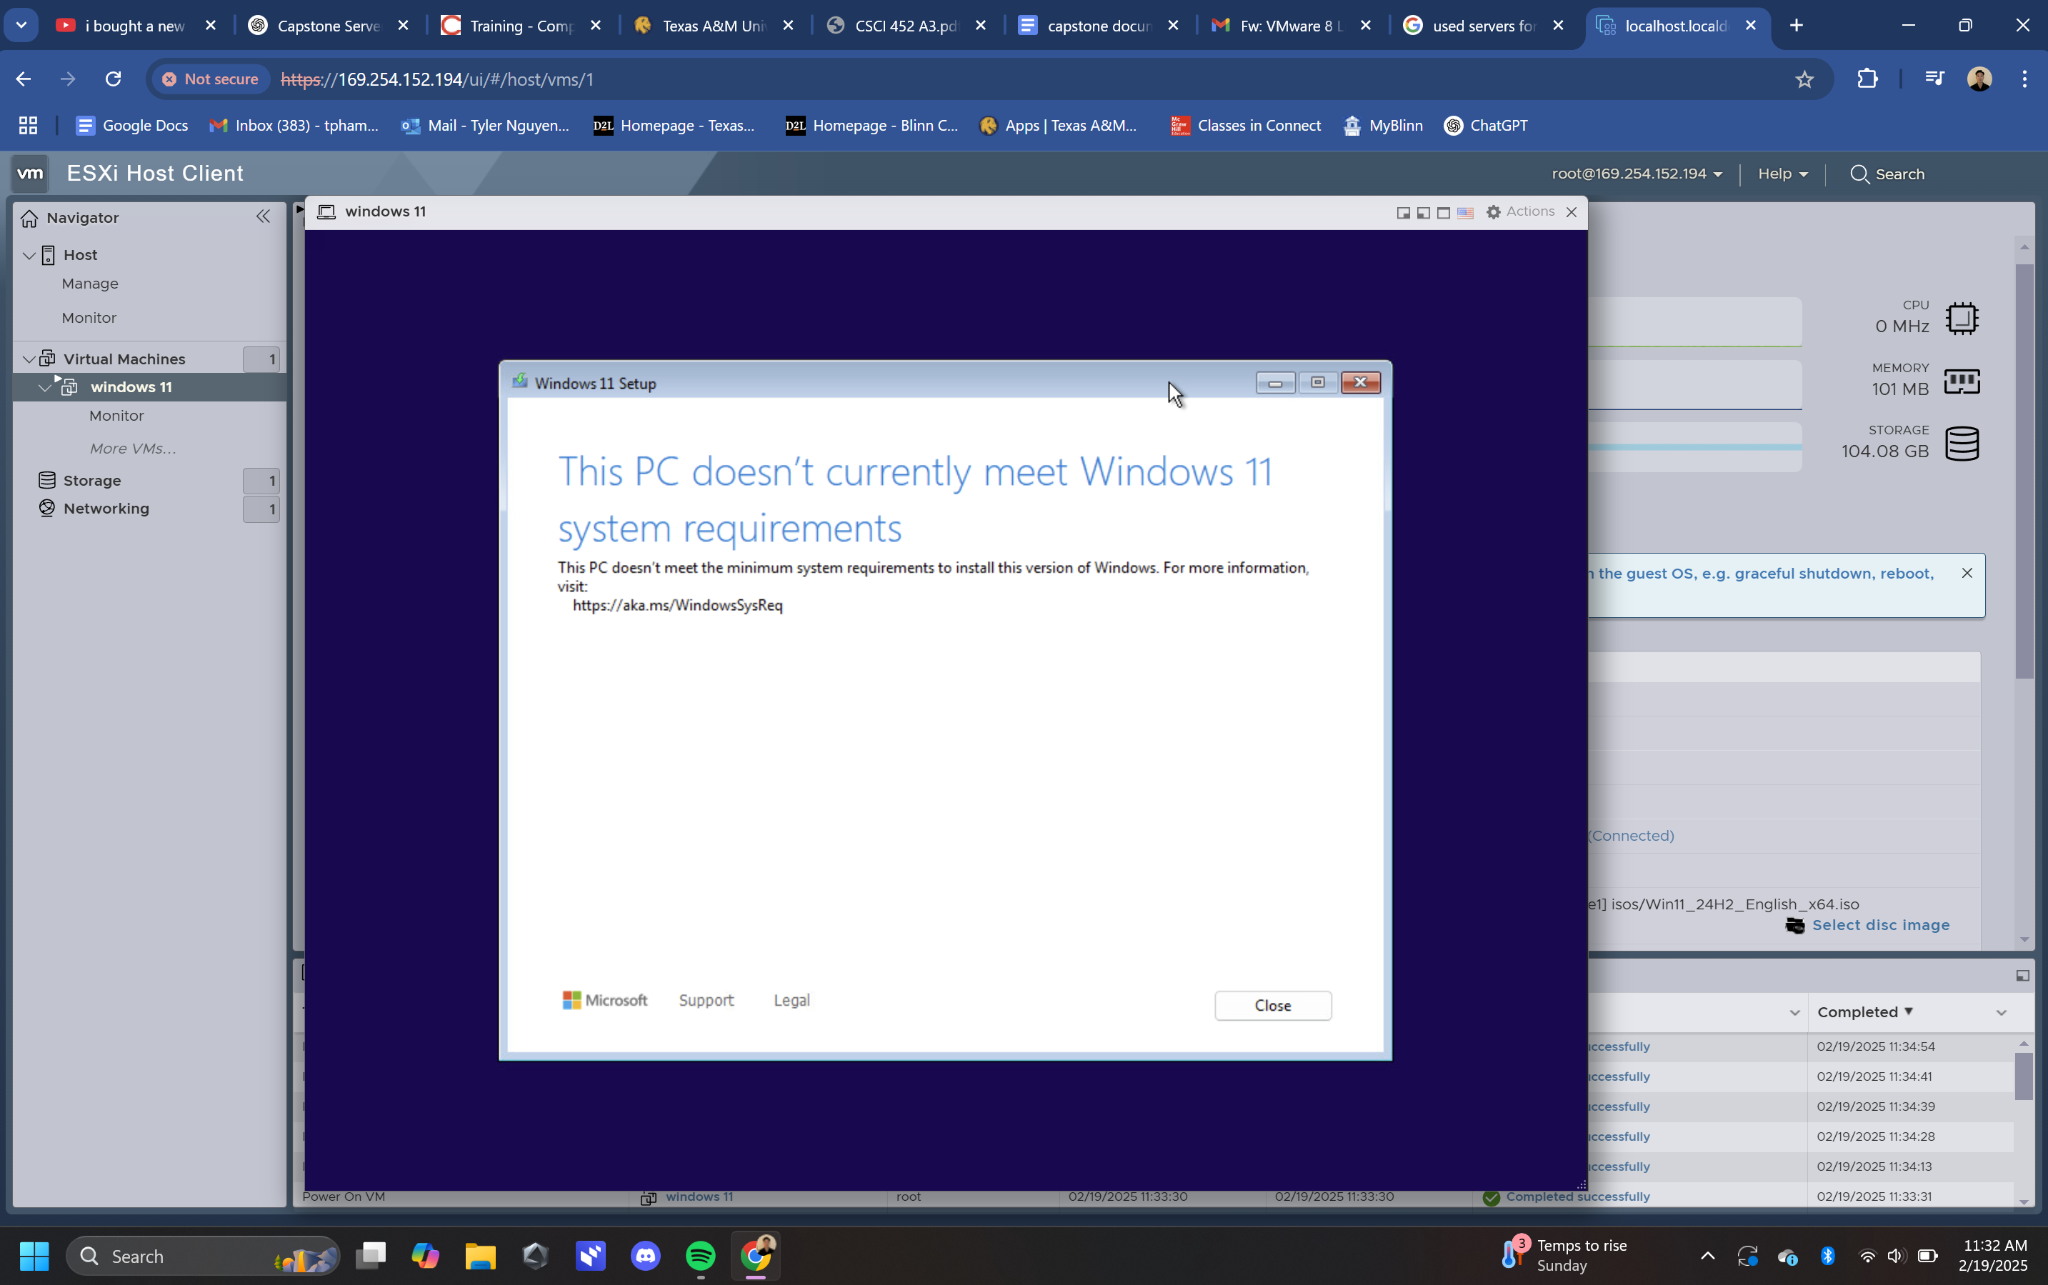 i bought a new
Capstone Serve
Training - Comp
Texas A&M Uni
CSCI 452 A3.pd
capstone docum
Fw: VMware 8 L
used servers for
localhost.locald
Not secure
https://169.254.152.194/ui/#/host/vms/1
Google Docs
Inbox (383) - tpham...
Mail - Tyler Nguyen...
D2L Homepage - Texas...
D2L Homepage - Blinn C...
Apps | Texas A&M...
Classes in Connect
MyBlinn
ChatGPT
vm ESXi Host Client
root@169.254.152.194
Help
Search
Navigator
Host
Manage
Monitor
Virtual Machines 1
windows 11
Monitor
More VMs...
Storage 1
Networking 1
windows 11
Actions
Windows 11 Setup
This PC doesn't currently meet Windows 11
system requirements
This PC doesn't meet the minimum system requirements to install this version of Windows. For more information,
visit:
https://aka.ms/WindowsSysReq
Microsoft Support Legal
Close
CPU
0 MHz
MEMORY
101 MB
STORAGE
104.08 GB
the guest OS, e.g. graceful shutdown, reboot,
(Connected)
e1] isos/Win11_24H2_English_x64.iso
Select disc image
Completed
ccessfully 02/19/2025 11:34:54
ccessfully 02/19/2025 11:34:41
ccessfully 02/19/2025 11:34:39
ccessfully 02/19/2025 11:34:28
ccessfully 02/19/2025 11:34:13
Power On VM windows 11 root 02/19/2025 11:33:30 02/19/2025 11:33:30 Completed successfully 02/19/2025 11:33:31
Search
3
Temps to rise
Sunday
11:32 AM
2/19/2025